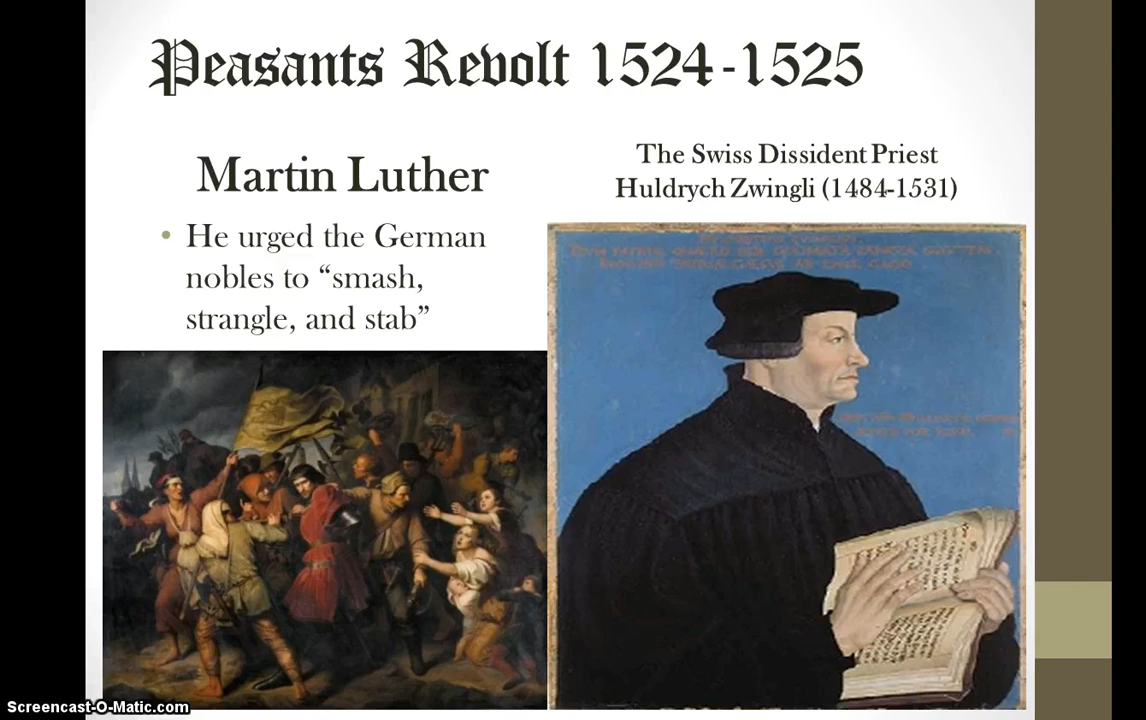 Peasants Revolt 1524-1525
Martin Luther
• He urged the German
nobles to “smash,
strangle, and stab”
The Swiss Dissident Priest
Huldrych Zwingli (1484-1531)
Screencast-O-Matic.com